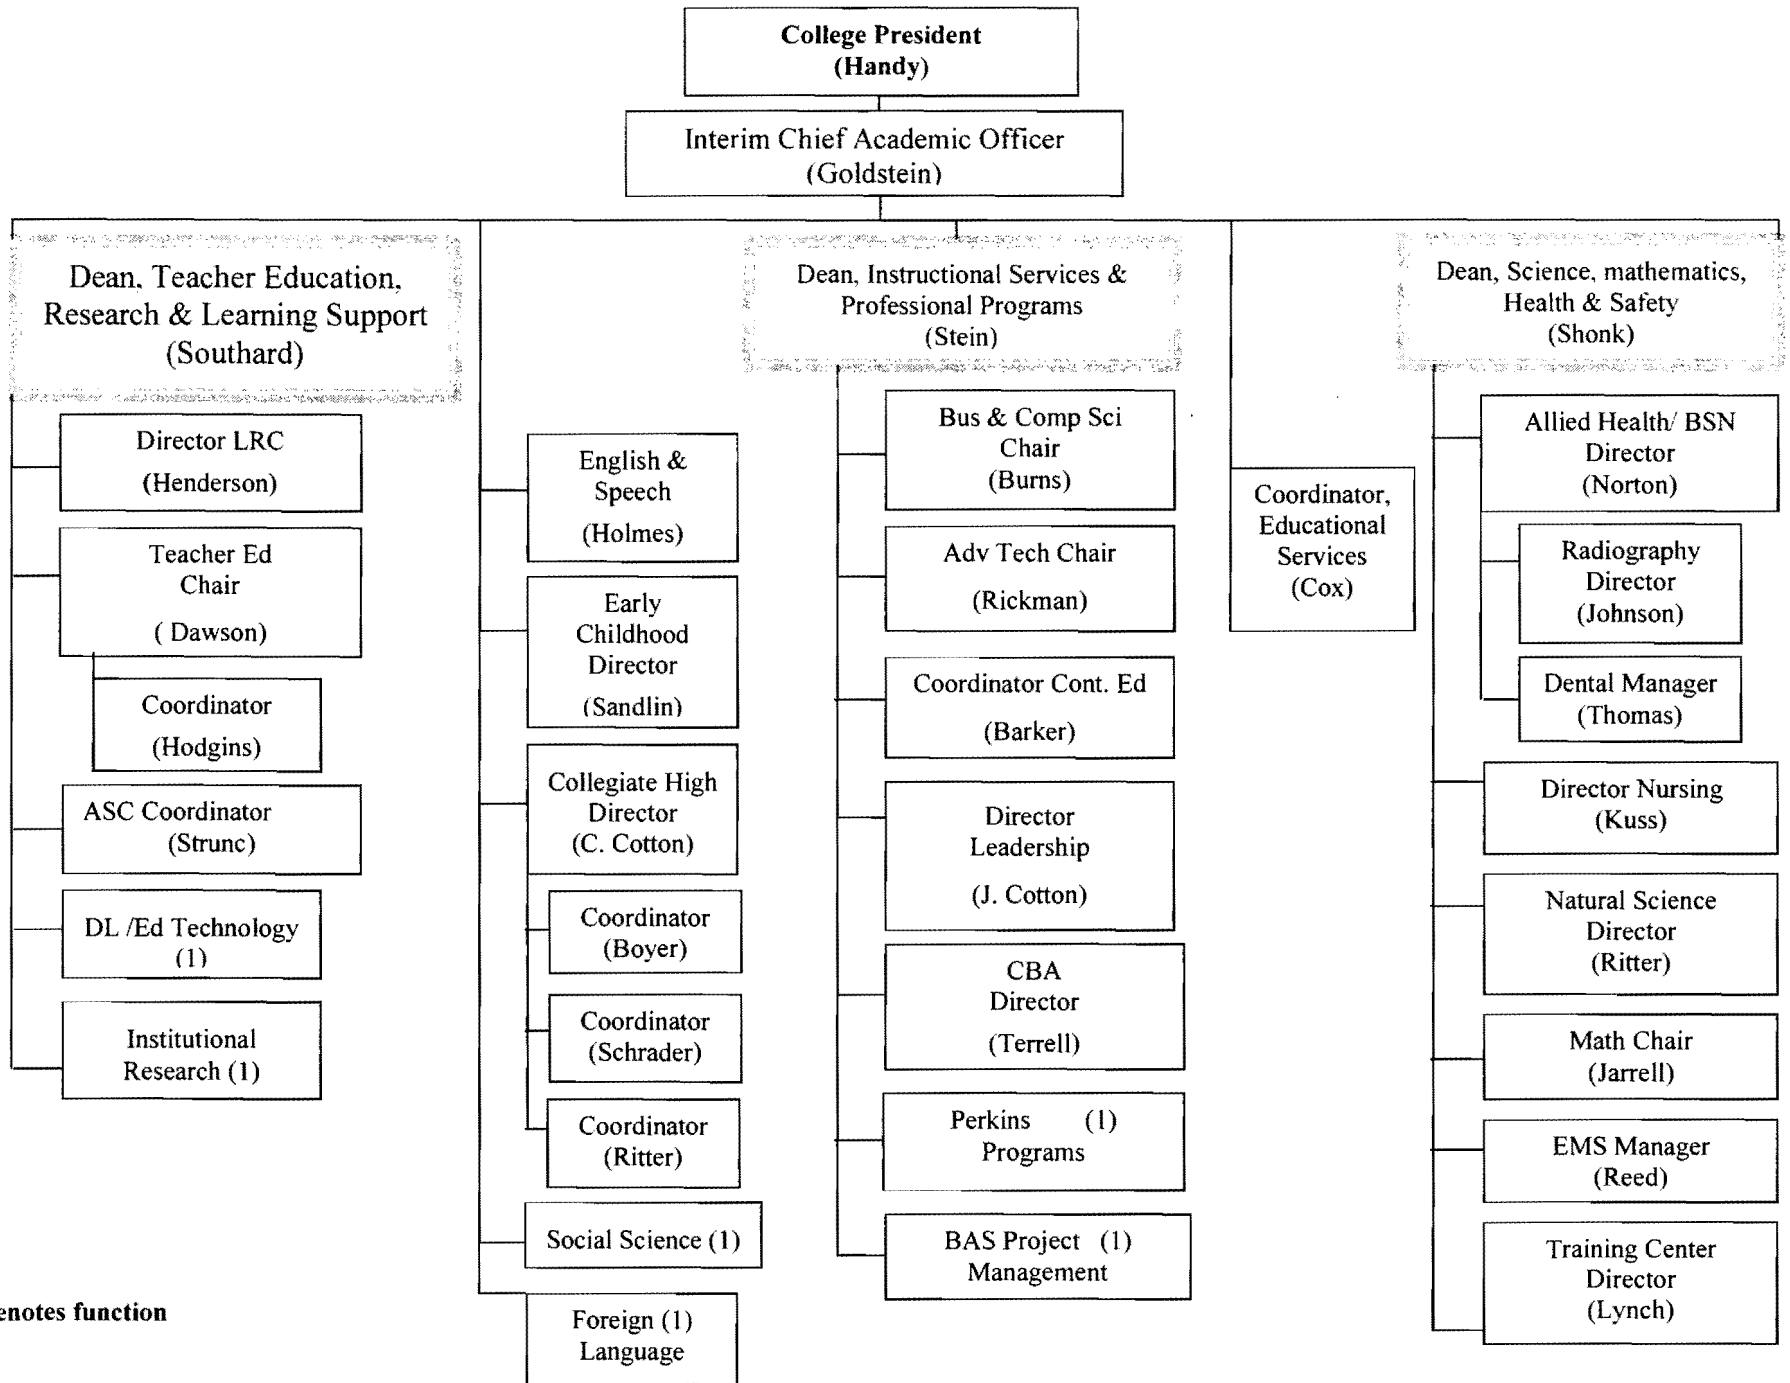 College President
(Handy)
Interim Chief Academic Officer
(Goldstein)
Dean, Teacher Education,
Research & Learning Support
(Southard)
Director LRC
(Henderson)
Teacher Ed
Chair
( Dawson)
Coordinator
(Hodgins)
ASC Coordinator
(Strunc)
DL /Ed Technology
(1)
Institutional
Research (1)
English &
Speech
(Holmes)
Early
Childhood
Director
(Sandlin)
Collegiate High
Director
(C. Cotton)
Coordinator
(Boyer)
Coordinator
(Schrader)
Coordinator
(Ritter)
Social Science (1)
Foreign (1)
Language
Dean, Instructional Services &
Professional Programs
(Stein)
Bus & Comp Sci
Chair
(Burns)
Adv Tech Chair
(Rickman)
Coordinator Cont. Ed
(Barker)
Director
Leadership
(J. Cotton)
CBA
Director
(Terrell)
Perkins (1)
Programs
BAS Project (1)
Management
Coordinator,
Educational
Services
(Cox)
Dean, Science, mathematics,
Health & Safety
(Shonk)
Allied Health/ BSN
Director
(Norton)
Radiography
Director
(Johnson)
Dental Manager
(Thomas)
Director Nursing
(Kuss)
Natural Science
Director
(Ritter)
Math Chair
(Jarrell)
EMS Manager
(Reed)
Training Center
Director
(Lynch)
enotes function